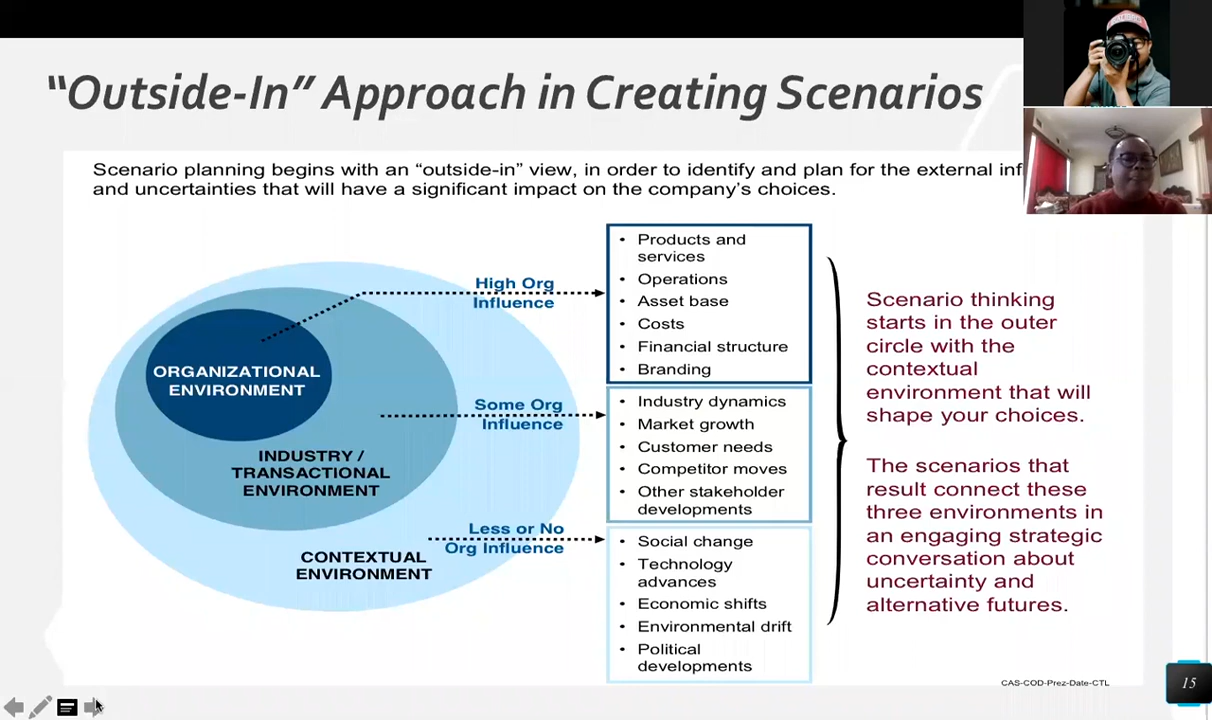 “Outside-In” Approach in Creating Scenarios
Scenario planning begins with an “outside-in” view, in order to identify and plan for the external
and uncertainties that will have a significant impact on the company’s choices.
High Org
Influence
ORGANIZATIONAL
ENVIRONMENT
Some Org
Influence
INDUSTRY /
TRANSACTIONAL
ENVIRONMENT
Less or No
Org Influence
CONTEXTUAL
ENVIRONMENT
• Products and
services
• Operations
• Asset base
• Costs
• Financial structure
• Branding
• Industry dynamics
• Market growth
• Customer needs
• Competitor moves
• Other stakeholder
developments
• Social change
• Technology
advances
• Economic shifts
• Environmental drift
• Political
developments
Scenario thinking
starts in the outer
circle with the
contextual
environment that will
shape your choices.
The scenarios that
result connect these
three environments in
an engaging strategic
conversation about
uncertainty and
alternative futures.
CAS-COD-Prez-Date-CTL
15